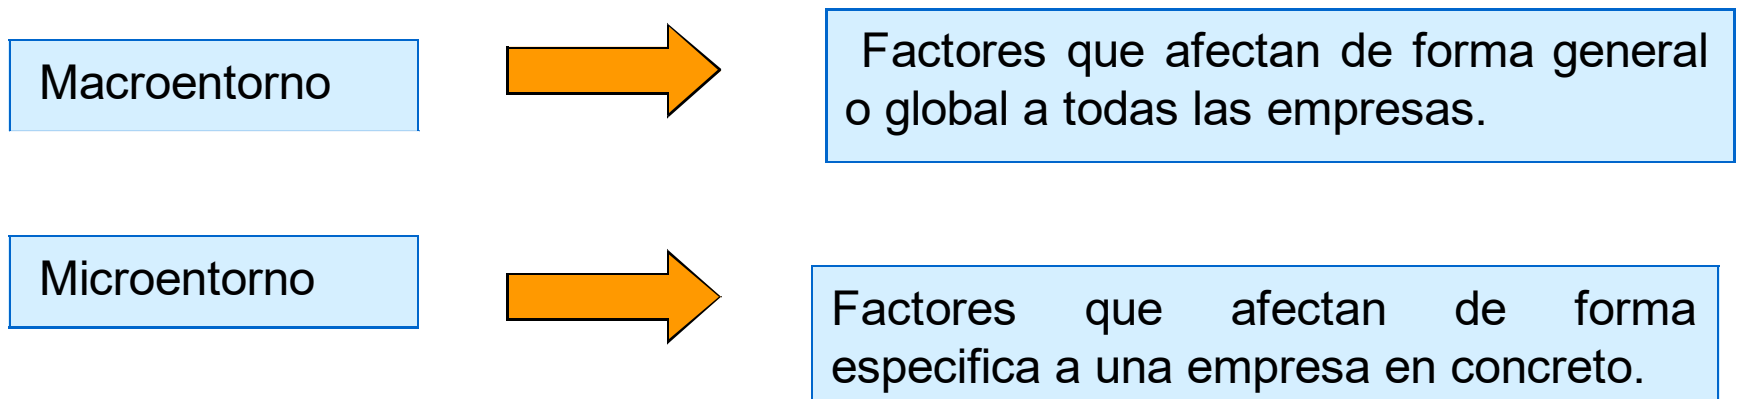 Macroentorno
Factores que afectan de forma general
o global a todas las empresas.
Microentorno
Factores que afectan de forma
especifica a una empresa en concreto.